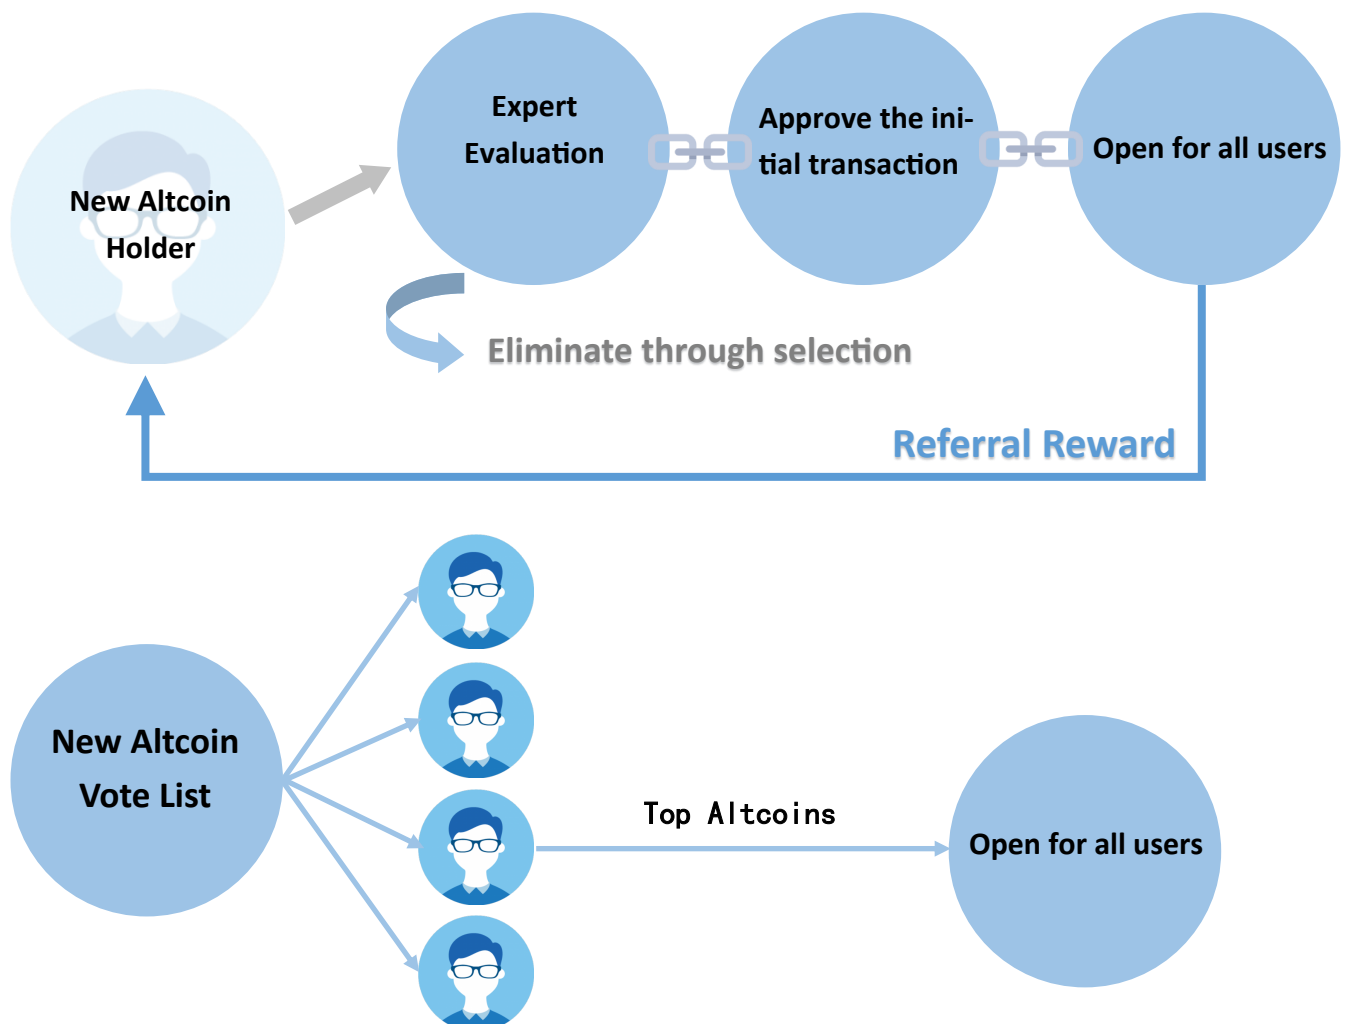 Expert
Evaluation
Approve the ini-
tial transaction
Open for all users
New Altcoin
Holder
Eliminate through selection
Referral Reward
New Altcoin
Vote List
Top Altcoins
Open for all users